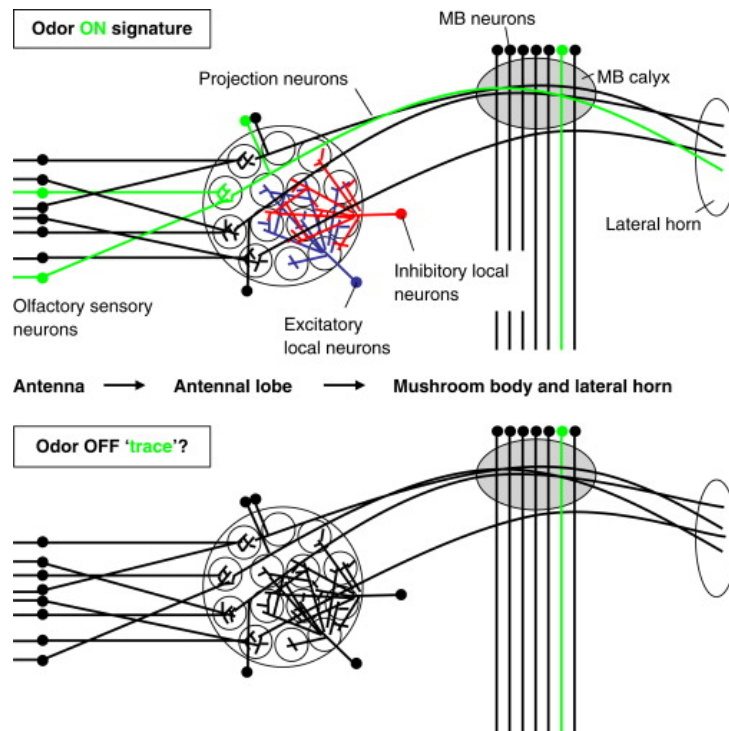 Odor ON signature
MB neurons
Projection neurons
MB calyx
Lateral horn
Inhibitory local
neurons
Olfactory sensory
neurons
Excitatory
local neurons
Antenna → Antennal lobe → Mushroom body and lateral horn
Odor OFF ‘trace’?